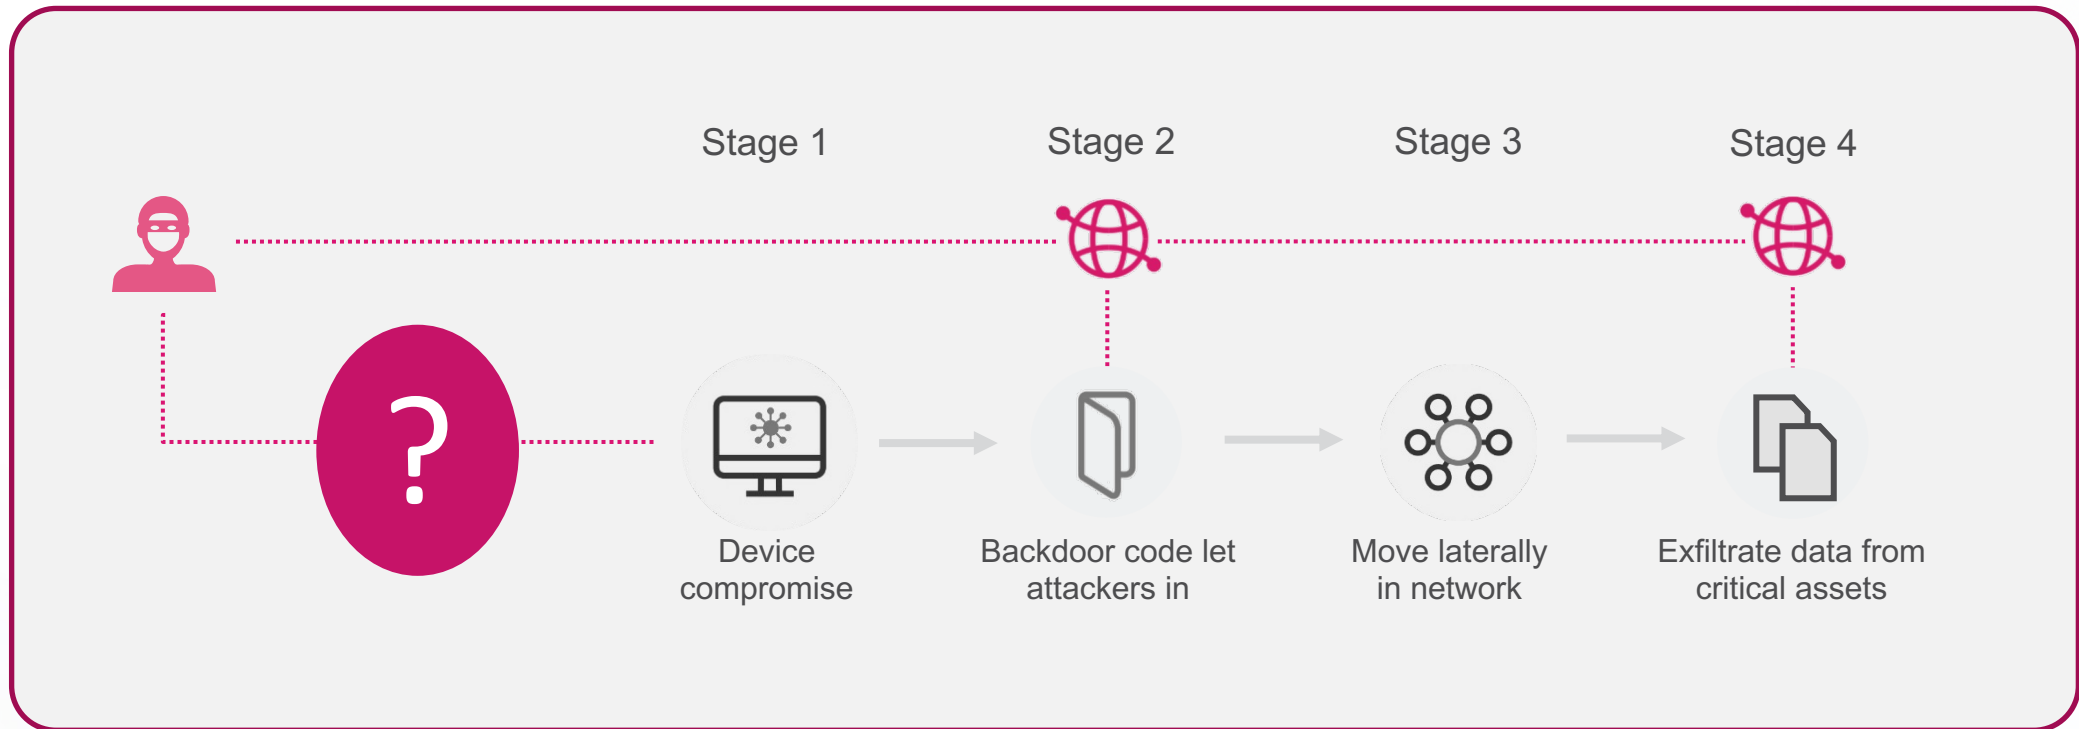 Stage 1
Stage 2
Stage 3
Stage 4
?
Device
compromise
Backdoor code let
attackers in
Move laterally
in network
Exfiltrate data from
critical assets